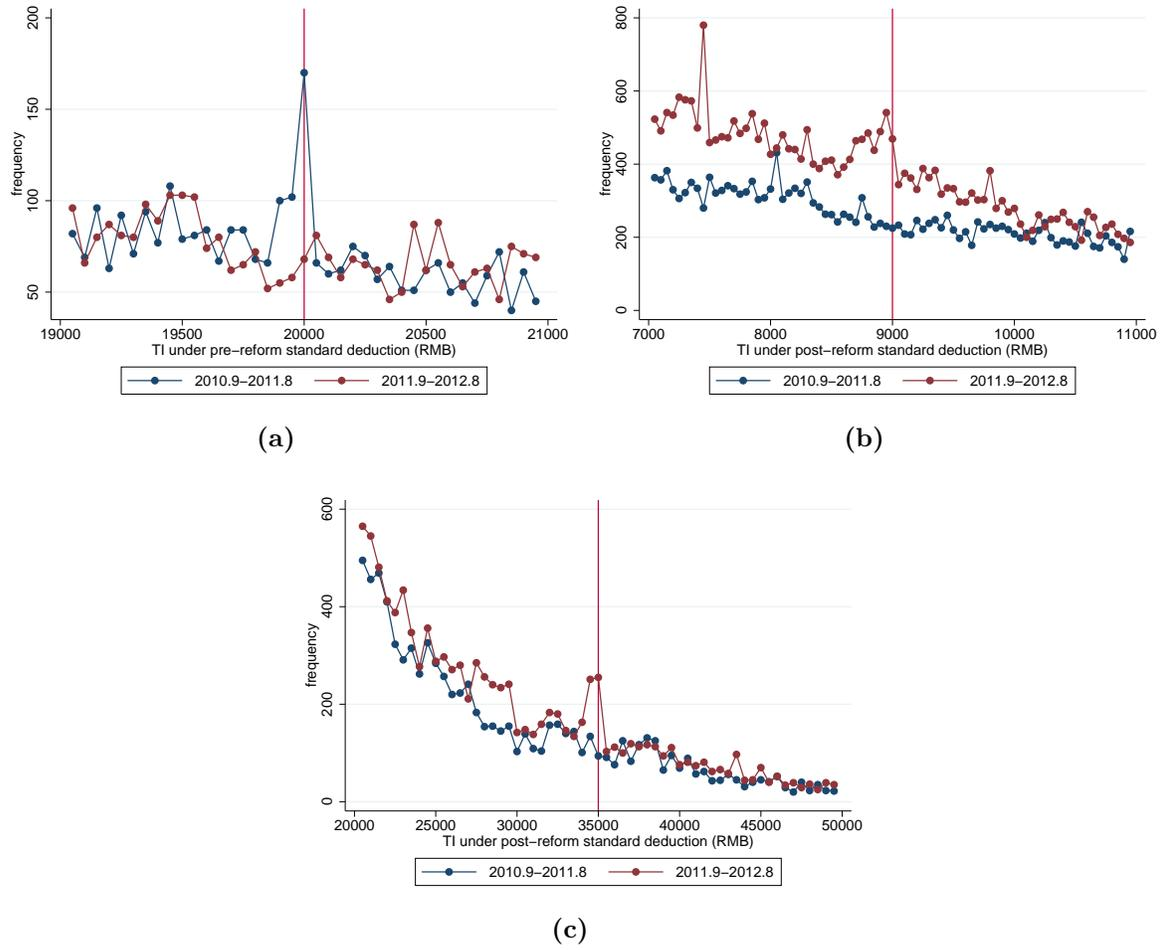 200
150
100
50
frequency
19000 19500 20000 20500 21000
TI under pre−reform standard deduction (RMB)
2010.9−2011.8 2011.9−2012.8
(a)
800
600
400
200
0
frequency
7000 8000 9000 10000 11000
TI under post−reform standard deduction (RMB)
2010.9−2011.8 2011.9−2012.8
(b)
600
400
200
0
frequency
20000 25000 30000 35000 40000 45000 50000
TI under post−reform standard deduction (RMB)
2010.9−2011.8 2011.9−2012.8
(c)